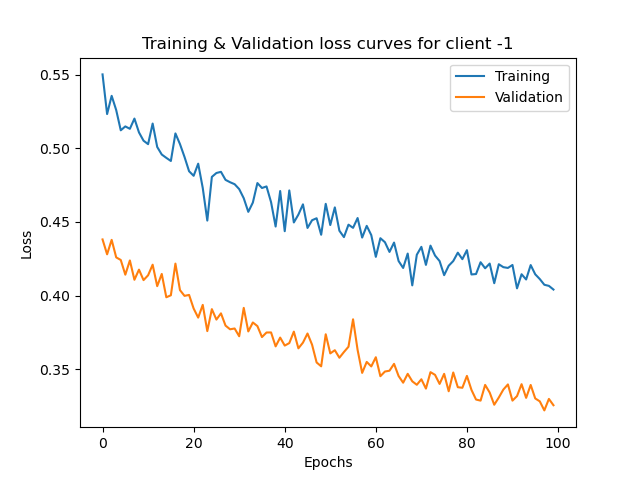 Training & Validation loss curves for client -1
Training
Validation
0.55
0.50
0.45
0.40
0.35
Loss
0
20
40
60
80
100
Epochs